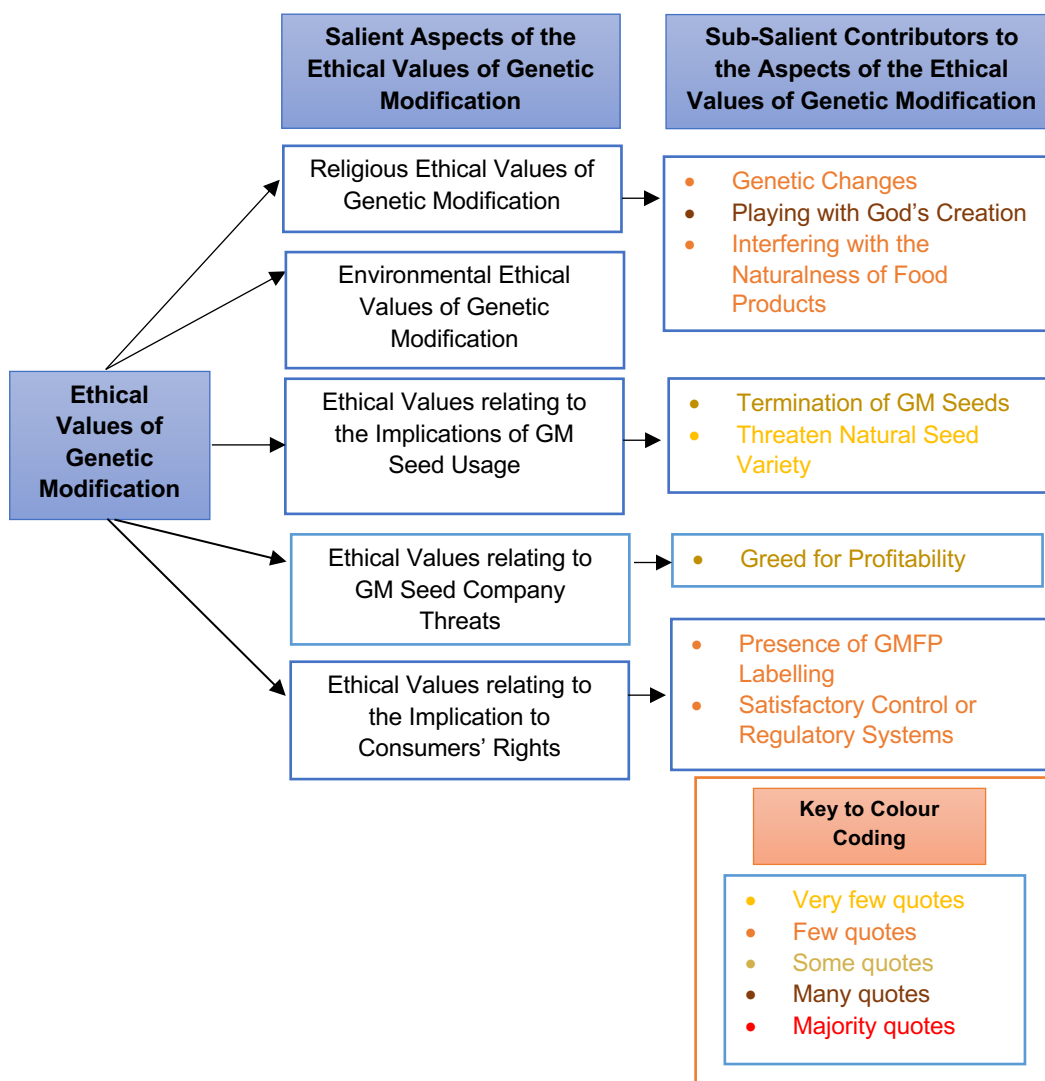 Salient Aspects of the
Ethical Values of Genetic
Modification
Sub-Salient Contributors to
the Aspects of the Ethical
Values of Genetic Modification
Religious Ethical Values of
Genetic Modification
• Genetic Changes
• Playing with God's Creation
• Interfering with the
Naturalness of Food
Products
Environmental Ethical
Values of Genetic
Modification
Ethical
Values of
Genetic
Modification
Ethical Values relating to
the Implications of GM
Seed Usage
• Termination of GM Seeds
• Threaten Natural Seed
Variety
Ethical Values relating to
GM Seed Company
Threats
• Greed for Profitability
Ethical Values relating to
the Implication to
Consumers' Rights
• Presence of GMFP
Labelling
• Satisfactory Control or
Regulatory Systems
Key to Colour
Coding
• Very few quotes
• Few quotes
• Some quotes
• Many quotes
• Majority quotes